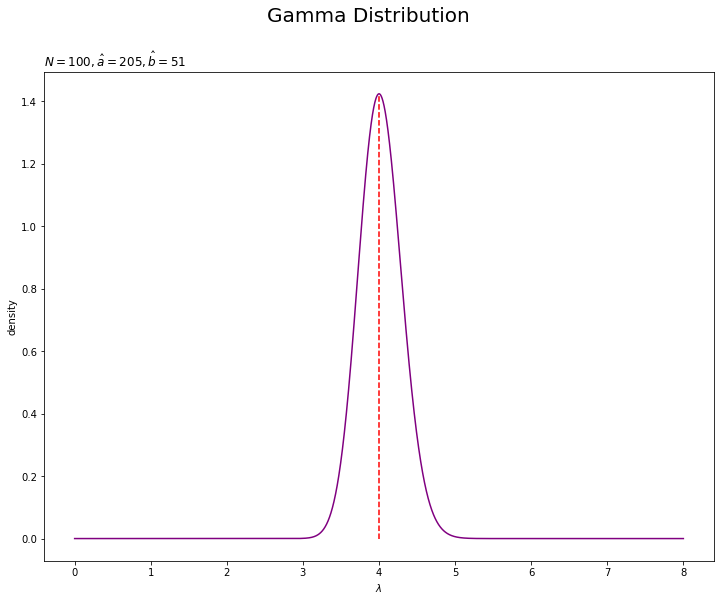 Gamma Distribution
N = 100, â = 205, b̂ = 51
density
1.4
1.2
1.0
0.8
0.6
0.4
0.2
0.0
0 1 2 3 4 5 6 7 8
λ